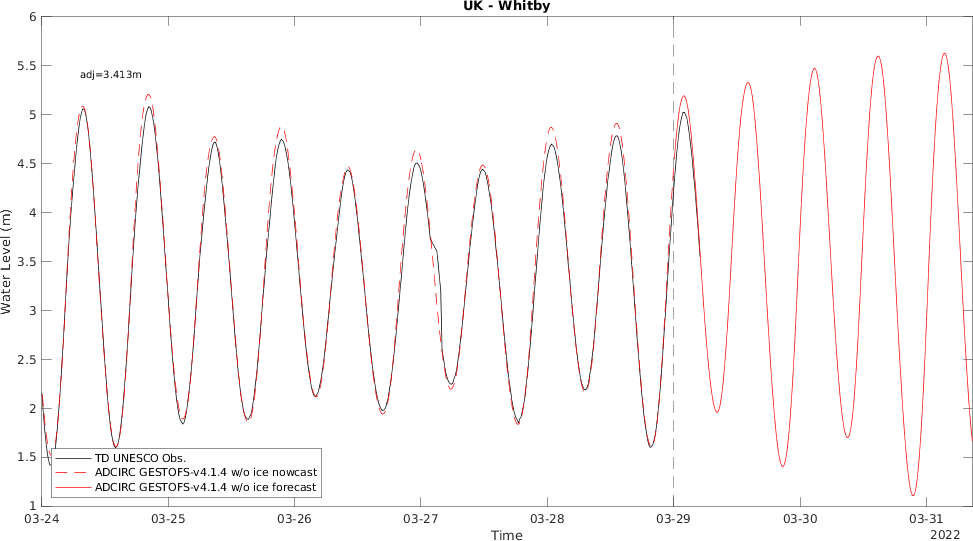 UK - Whitby
6
5.5
adj=3.413m
5
4.5
4
3.5
3
2.5
2
1.5
1
Water Level (m)
TD UNESCO Obs.
ADCIRC GESTOFS-v4.1.4 w/o ice nowcast
ADCIRC GESTOFS-v4.1.4 w/o ice forecast
03-24 03-25 03-26 03-27 03-28 03-29 03-30 03-31
Time
2022